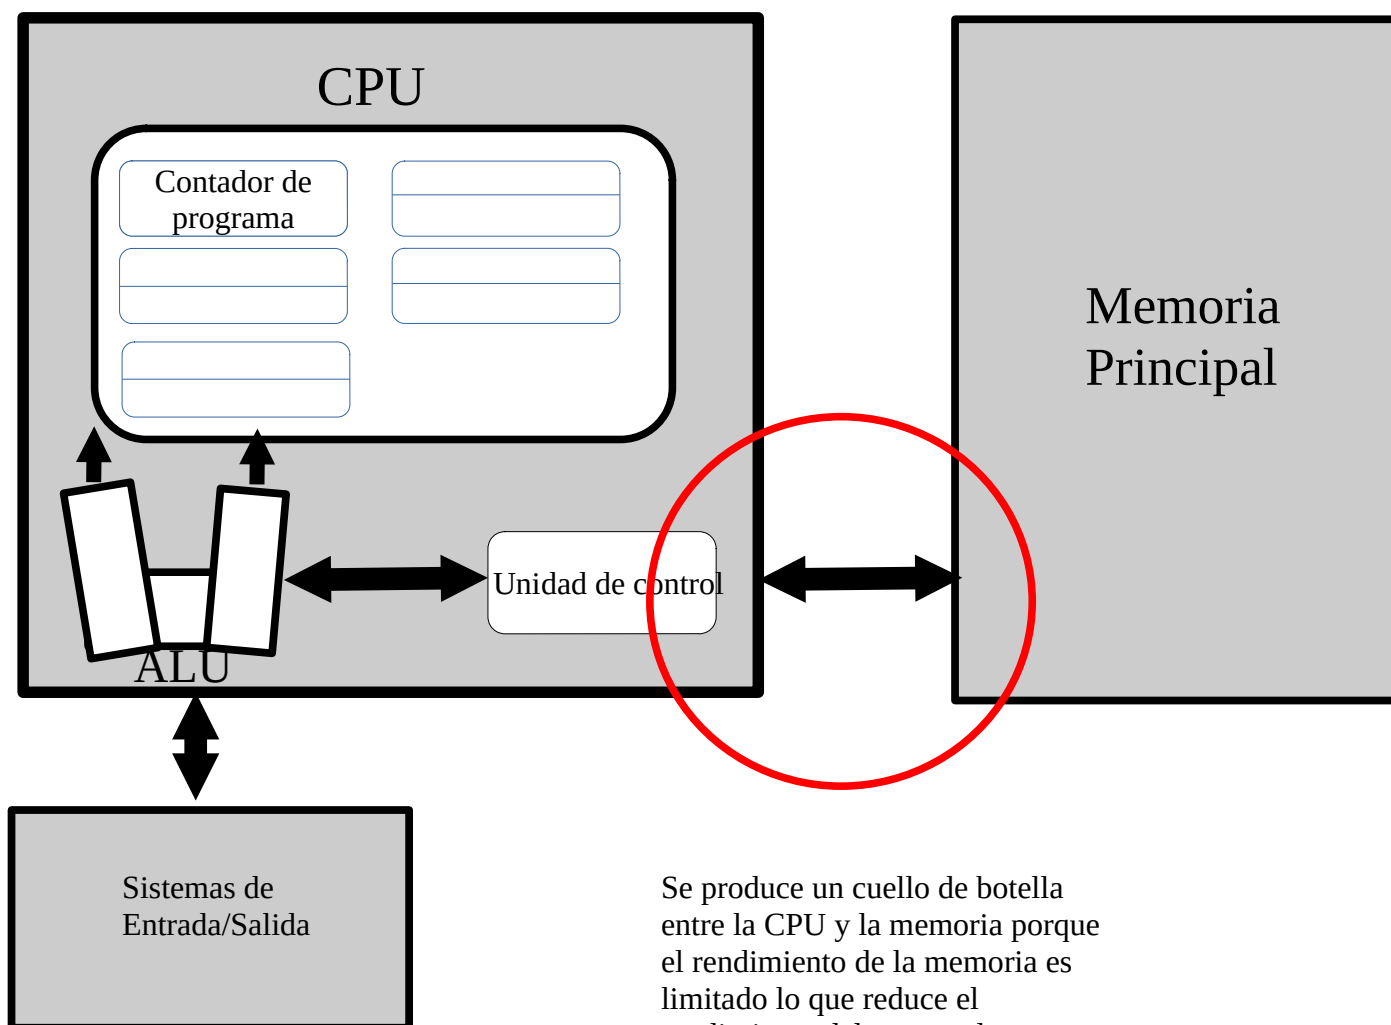 CPU
Contador de
programa
Memoria
Principal
Unidad de control
ALU
Sistemas de
Entrada/Salida
Se produce un cuello de botella
entre la CPU y la memoria porque
el rendimiento de la memoria es
limitado lo que reduce el